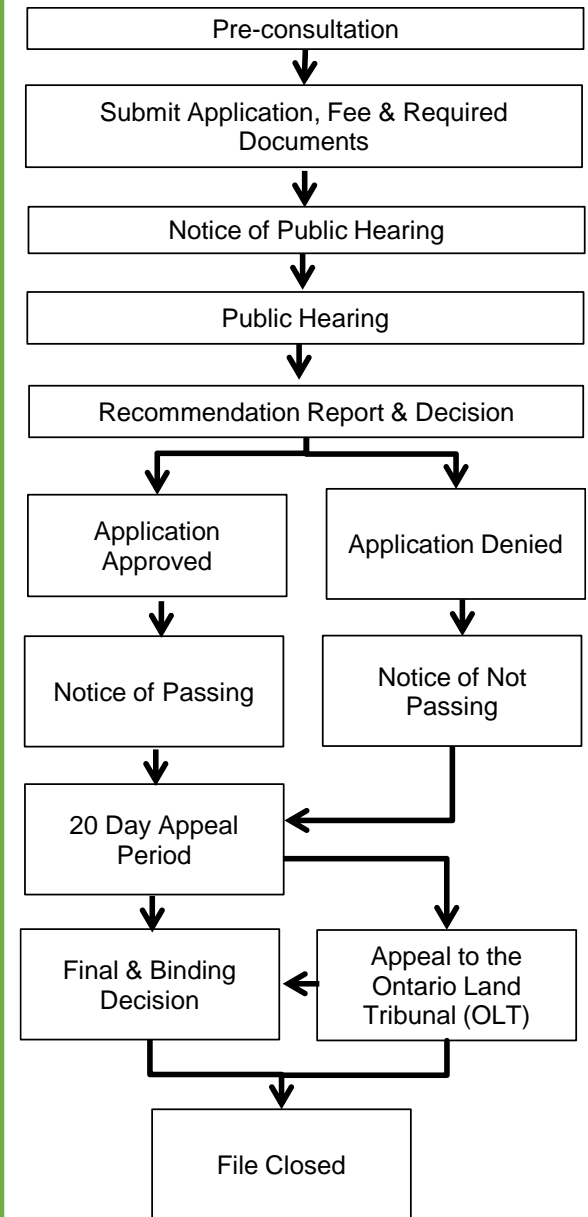 Pre-consultation
Submit Application, Fee & Required
Documents
Notice of Public Hearing
Public Hearing
Recommendation Report & Decision
Application
Approved
Application Denied
Notice of Passing
Notice of Not
Passing
20 Day Appeal
Period
Final & Binding
Decision
Appeal to the
Ontario Land
Tribunal (OLT)
File Closed